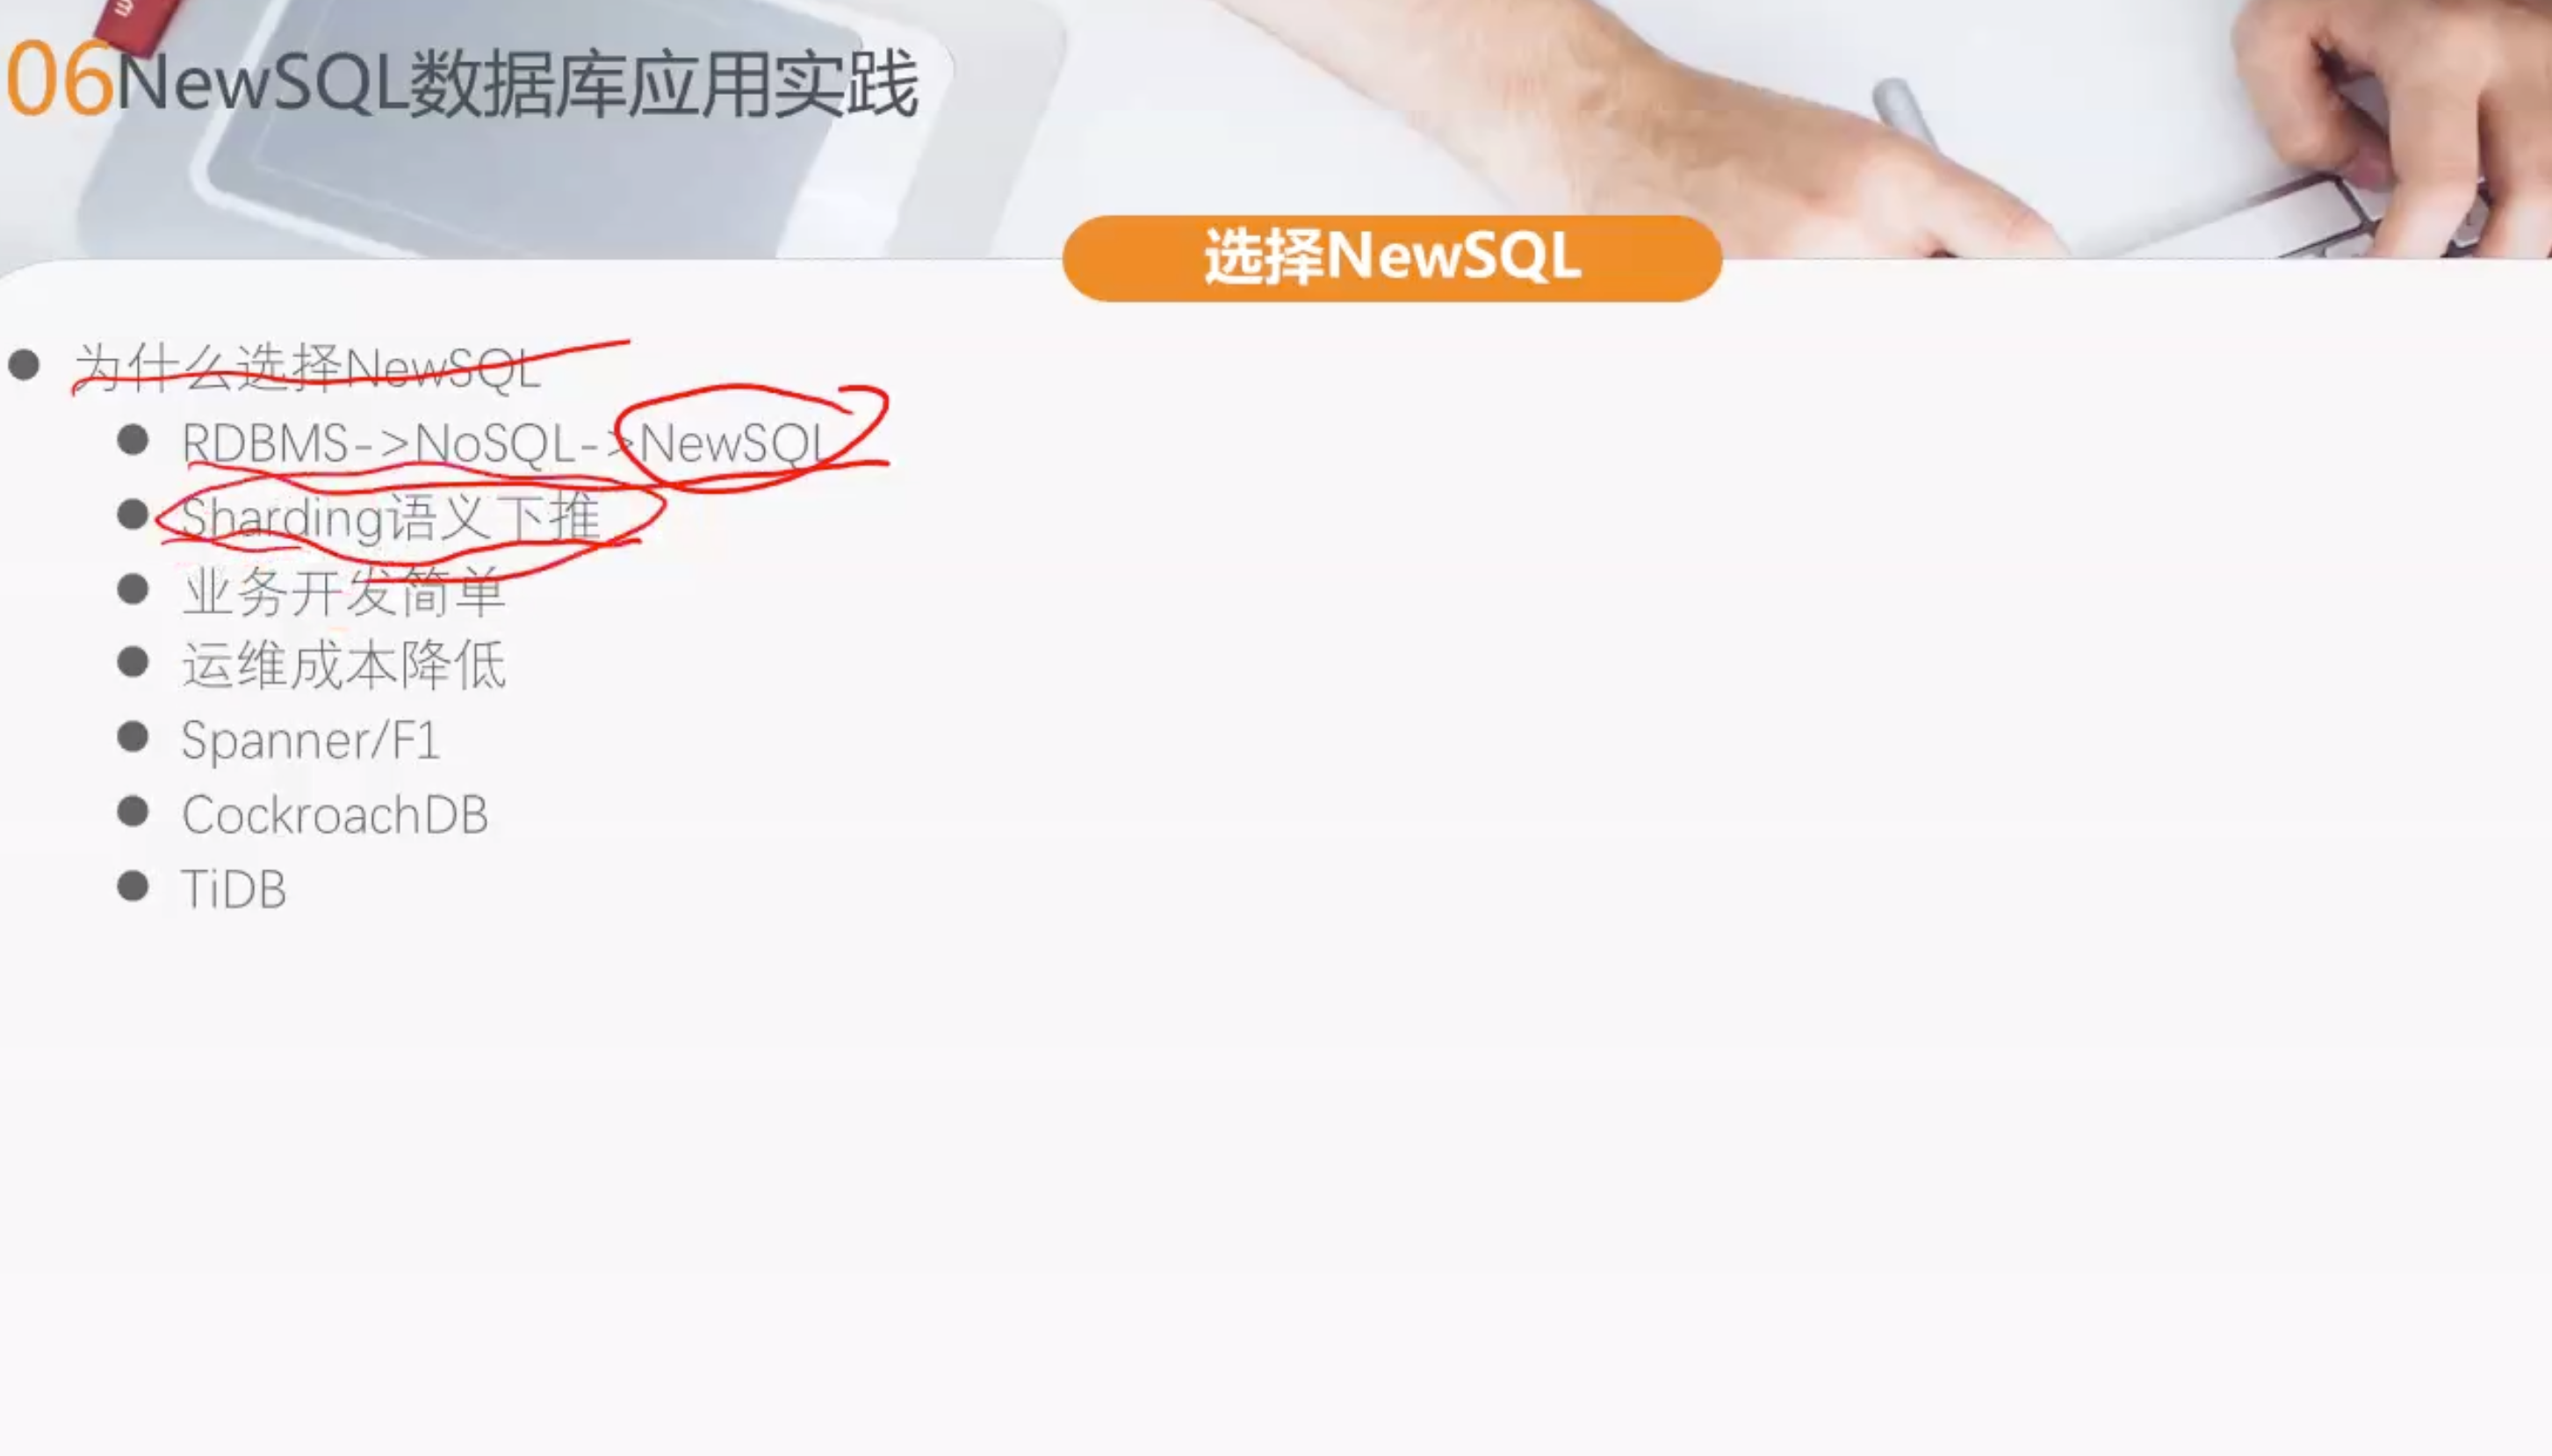 06NewSQL数据库应用实践
选择NewSQL
为什么选择NewSQL
RDBMS->NoSQL->NewSQL
Sharding语义下推
业务开发简单
运维成本降低
Spanner/F1
CockroachDB
TiDB